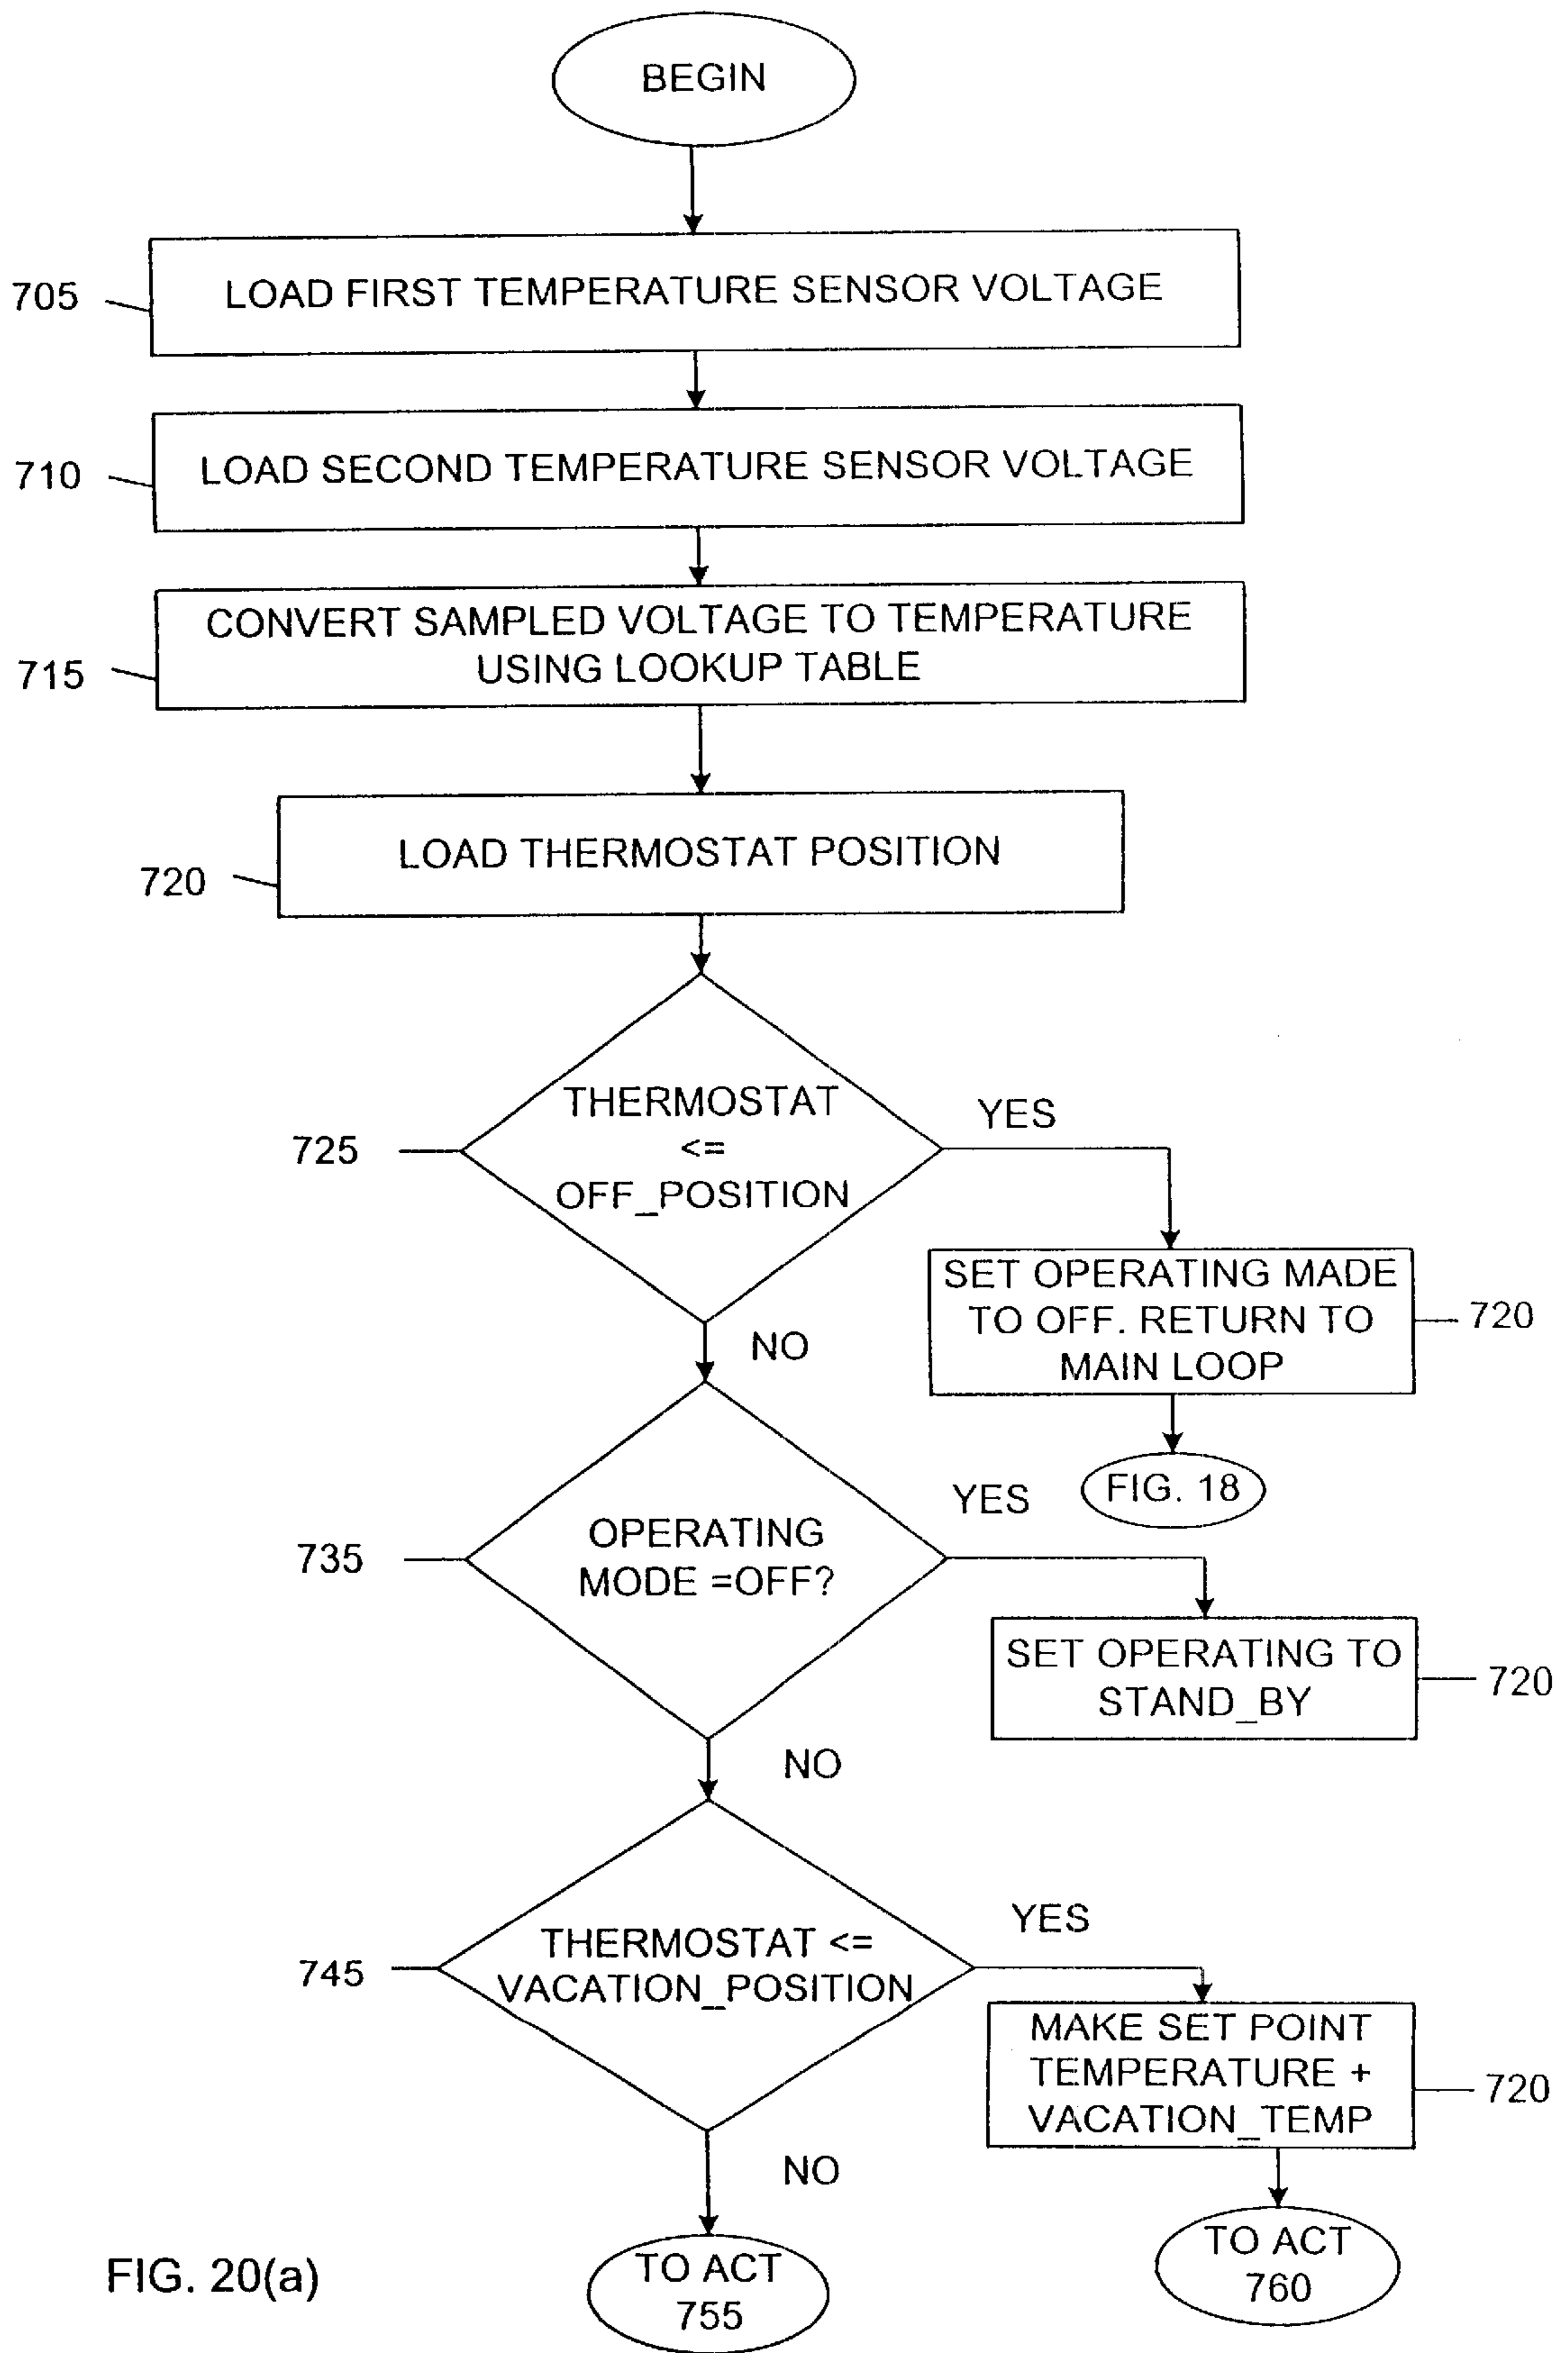 BEGIN
705
LOAD FIRST TEMPERATURE SENSOR VOLTAGE
710
LOAD SECOND TEMPERATURE SENSOR VOLTAGE
715
CONVERT SAMPLED VOLTAGE TO TEMPERATURE
USING LOOKUP TABLE
720
LOAD THERMOSTAT POSITION
725
THERMOSTAT
<=
OFF_POSITION
YES
SET OPERATING MADE
TO OFF. RETURN TO
MAIN LOOP
720
NO
FIG. 18
735
OPERATING
MODE =OFF?
YES
SET OPERATING TO
STAND_BY
720
NO
745
THERMOSTAT <=
VACATION_POSITION
YES
MAKE SET POINT
TEMPERATURE +
VACATION_TEMP
720
NO
TO ACT
755
TO ACT
760
FIG. 20(a)